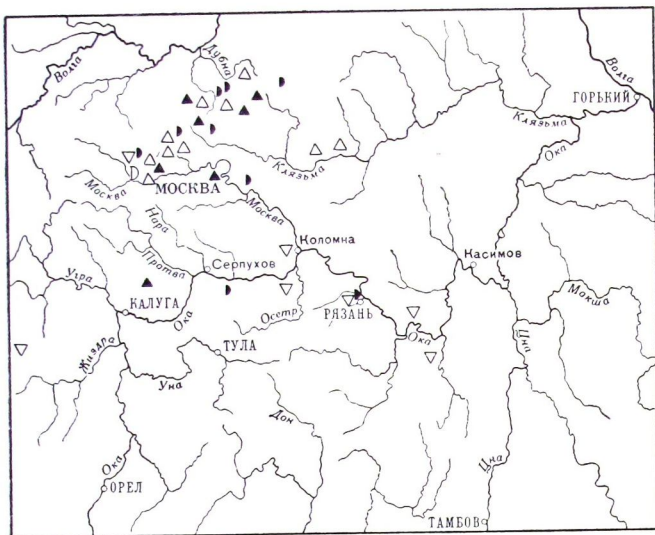 Волга
Дубна
Волга
ГОРЬКИЙ
Клязьма
Ока
Клязьма
Москва
МОСКВА
Москва
Нара
Коломна
Протва
Серпухов
Касимов
Угра
Мокша
КАЛУГА
Ока
Осетр
РЯЗАНЬ
Ока
Цна
Жиздра
ТУЛА
Упа
Дон
Ока
Цна
ОРЕЛ
ТАМБОВ